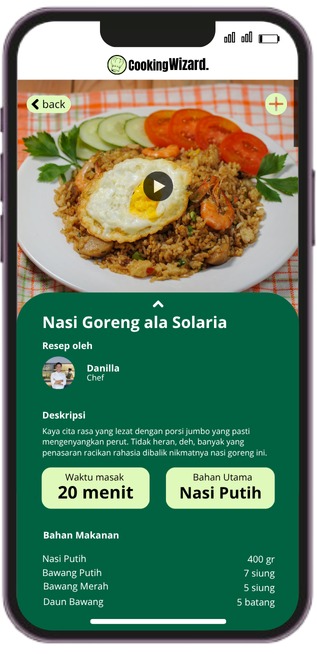 CookingWizard.
back
Nasi Goreng ala Solaria
Resep oleh
Danilla
Chef
Deskripsi
Kaya cita rasa yang lezat dengan porsi jumbo yang pasti
mengenyangkan perut. Tidak heran, deh, banyak yang
penasaran racikan rahasia dibalik nikmatnya nasi goreng ini.
Waktu masak
20 menit
Bahan Utama
Nasi Putih
Bahan Makanan
Nasi Putih 400 gr
Bawang Putih 7 siung
Bawang Merah 5 siung
Daun Bawang 5 batang